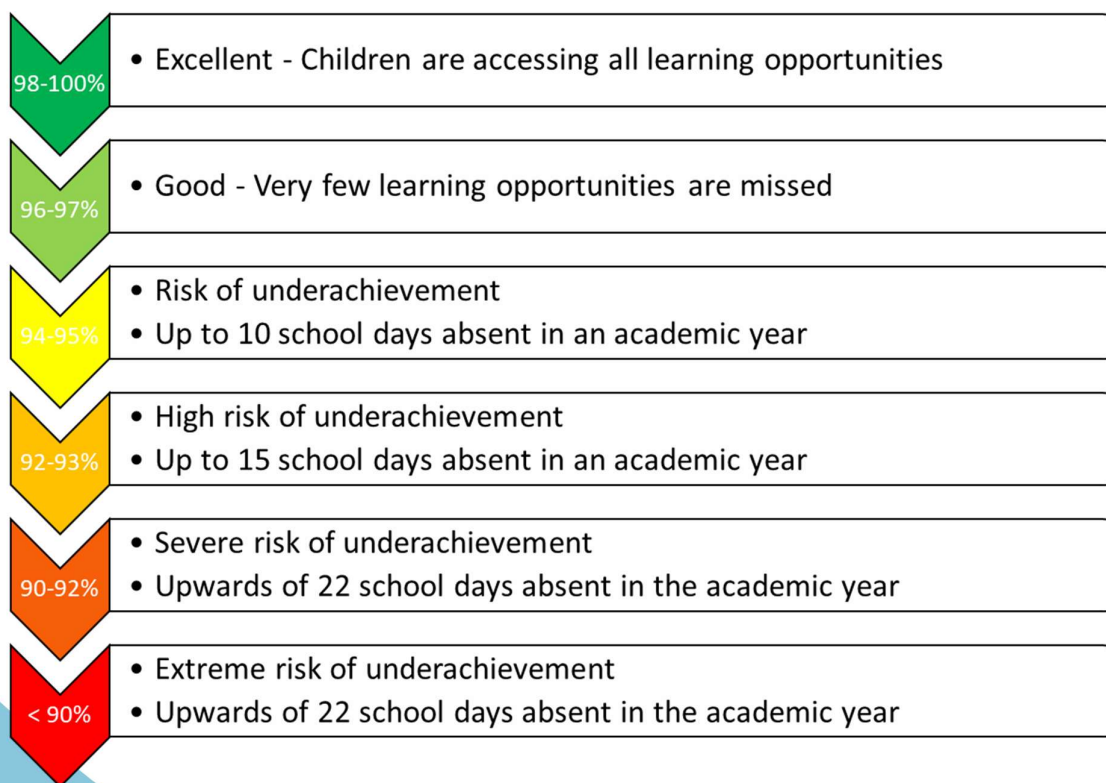 98-100%
• Excellent - Children are accessing all learning opportunities
96-97%
• Good - Very few learning opportunities are missed
94-95%
• Risk of underachievement
• Up to 10 school days absent in an academic year
92-93%
• High risk of underachievement
• Up to 15 school days absent in an academic year
90-92%
• Severe risk of underachievement
• Upwards of 22 school days absent in the academic year
< 90%
• Extreme risk of underachievement
• Upwards of 22 school days absent in the academic year